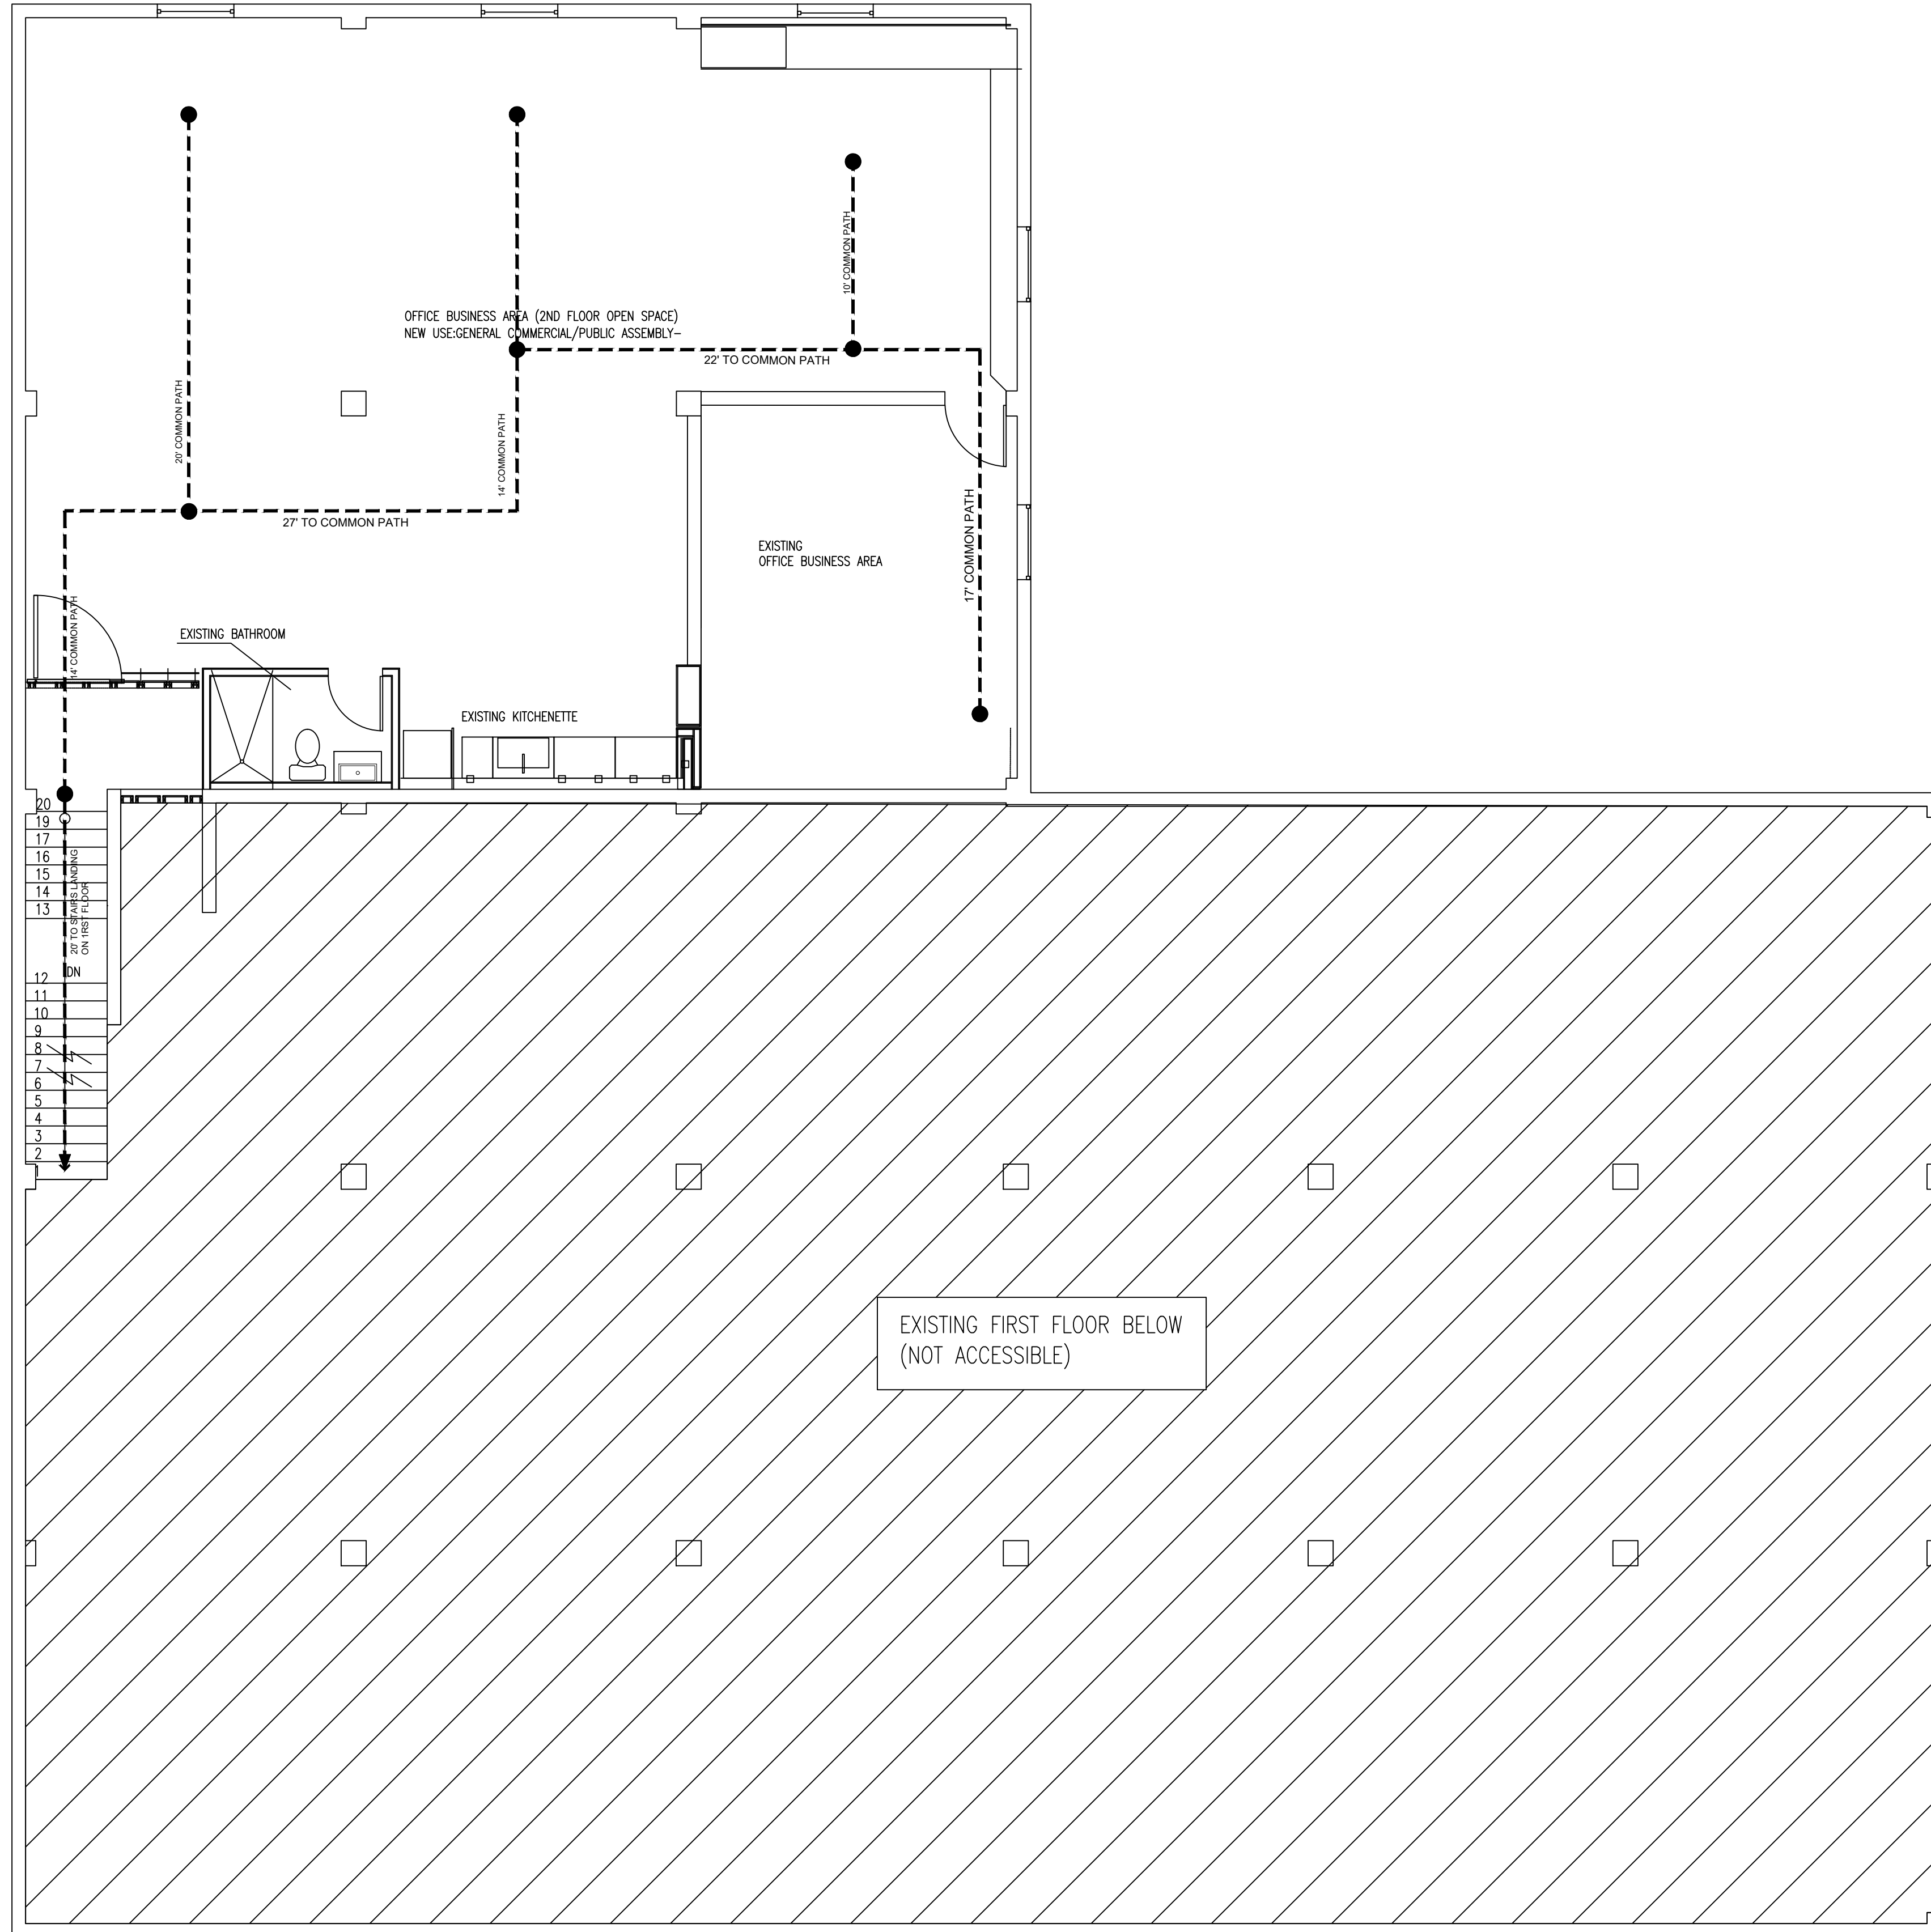 10' COMMON PATH
OFFICE BUSINESS AREA (2ND FLOOR OPEN SPACE)
NEW USE:GENERAL COMMERCIAL/PUBLIC ASSEMBLY-
22' TO COMMON PATH
20' COMMON PATH
14' COMMON PATH
27' TO COMMON PATH
17' COMMON PATH
EXISTING
OFFICE BUSINESS AREA
14' COMMON PATH
EXISTING BATHROOM
EXISTING KITCHENETTE
20
19
17
16
15
14
13
20' TO STAIRS LANDING
ON 1RST FLOOR
DN
12
11
10
9
8
7
6
5
4
3
2
1
EXISTING FIRST FLOOR BELOW
(NOT ACCESSIBLE)